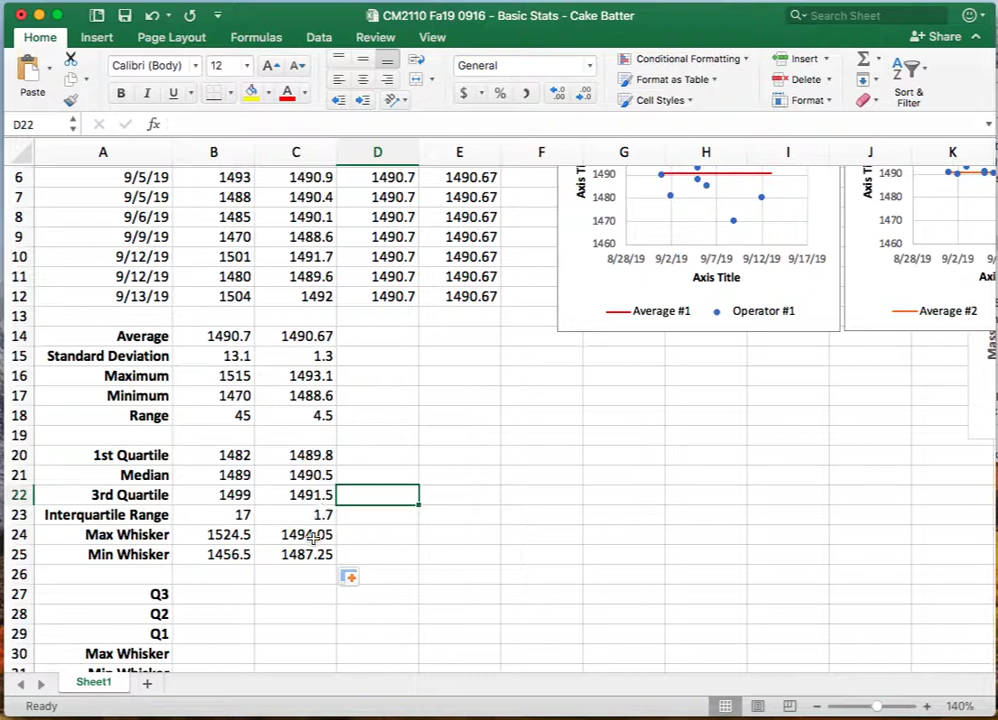 CM2110 Fa19 0916 - Basic Stats - Cake Batter
Search Sheet
Home Insert Page Layout Formulas Data Review View
Share
Paste
Calibri (Body) 12 A A
B I U A
General
$ % )
Conditional Formatting
Format as Table
Cell Styles
Insert
Delete
Format
Sort &
Filter
D22 fx
A B C D E F G H I J K
6 9/5/19 1493 1490.9 1490.7 1490.67
7 9/5/19 1488 1490.4 1490.7 1490.67
8 9/6/19 1485 1490.1 1490.7 1490.67
9 9/9/19 1470 1488.6 1490.7 1490.67
10 9/12/19 1501 1491.7 1490.7 1490.67
11 9/12/19 1480 1489.6 1490.7 1490.67
12 9/13/19 1504 1492 1490.7 1490.67
13
14 Average 1490.7 1490.67
15 Standard Deviation 13.1 1.3
16 Maximum 1515 1493.1
17 Minimum 1470 1488.6
18 Range 45 4.5
19
20 1st Quartile 1482 1489.8
21 Median 1489 1490.5
22 3rd Quartile 1499 1491.5
23 Interquartile Range 17 1.7
24 Max Whisker 1524.5 1494.05
25 Min Whisker 1456.5 1487.25
26
27 Q3
28 Q2
29 Q1
30 Max Whisker
Axis Ti
1490
1480
1470
1460
8/28/19 9/2/19 9/7/19 9/12/19 9/17/19
Axis Title
Average #1 Operator #1
Axis Ti
1490
1480
1470
1460
8/28/19 9/2/19
Axi
Average #2
Mass
Sheet1
Ready
140%